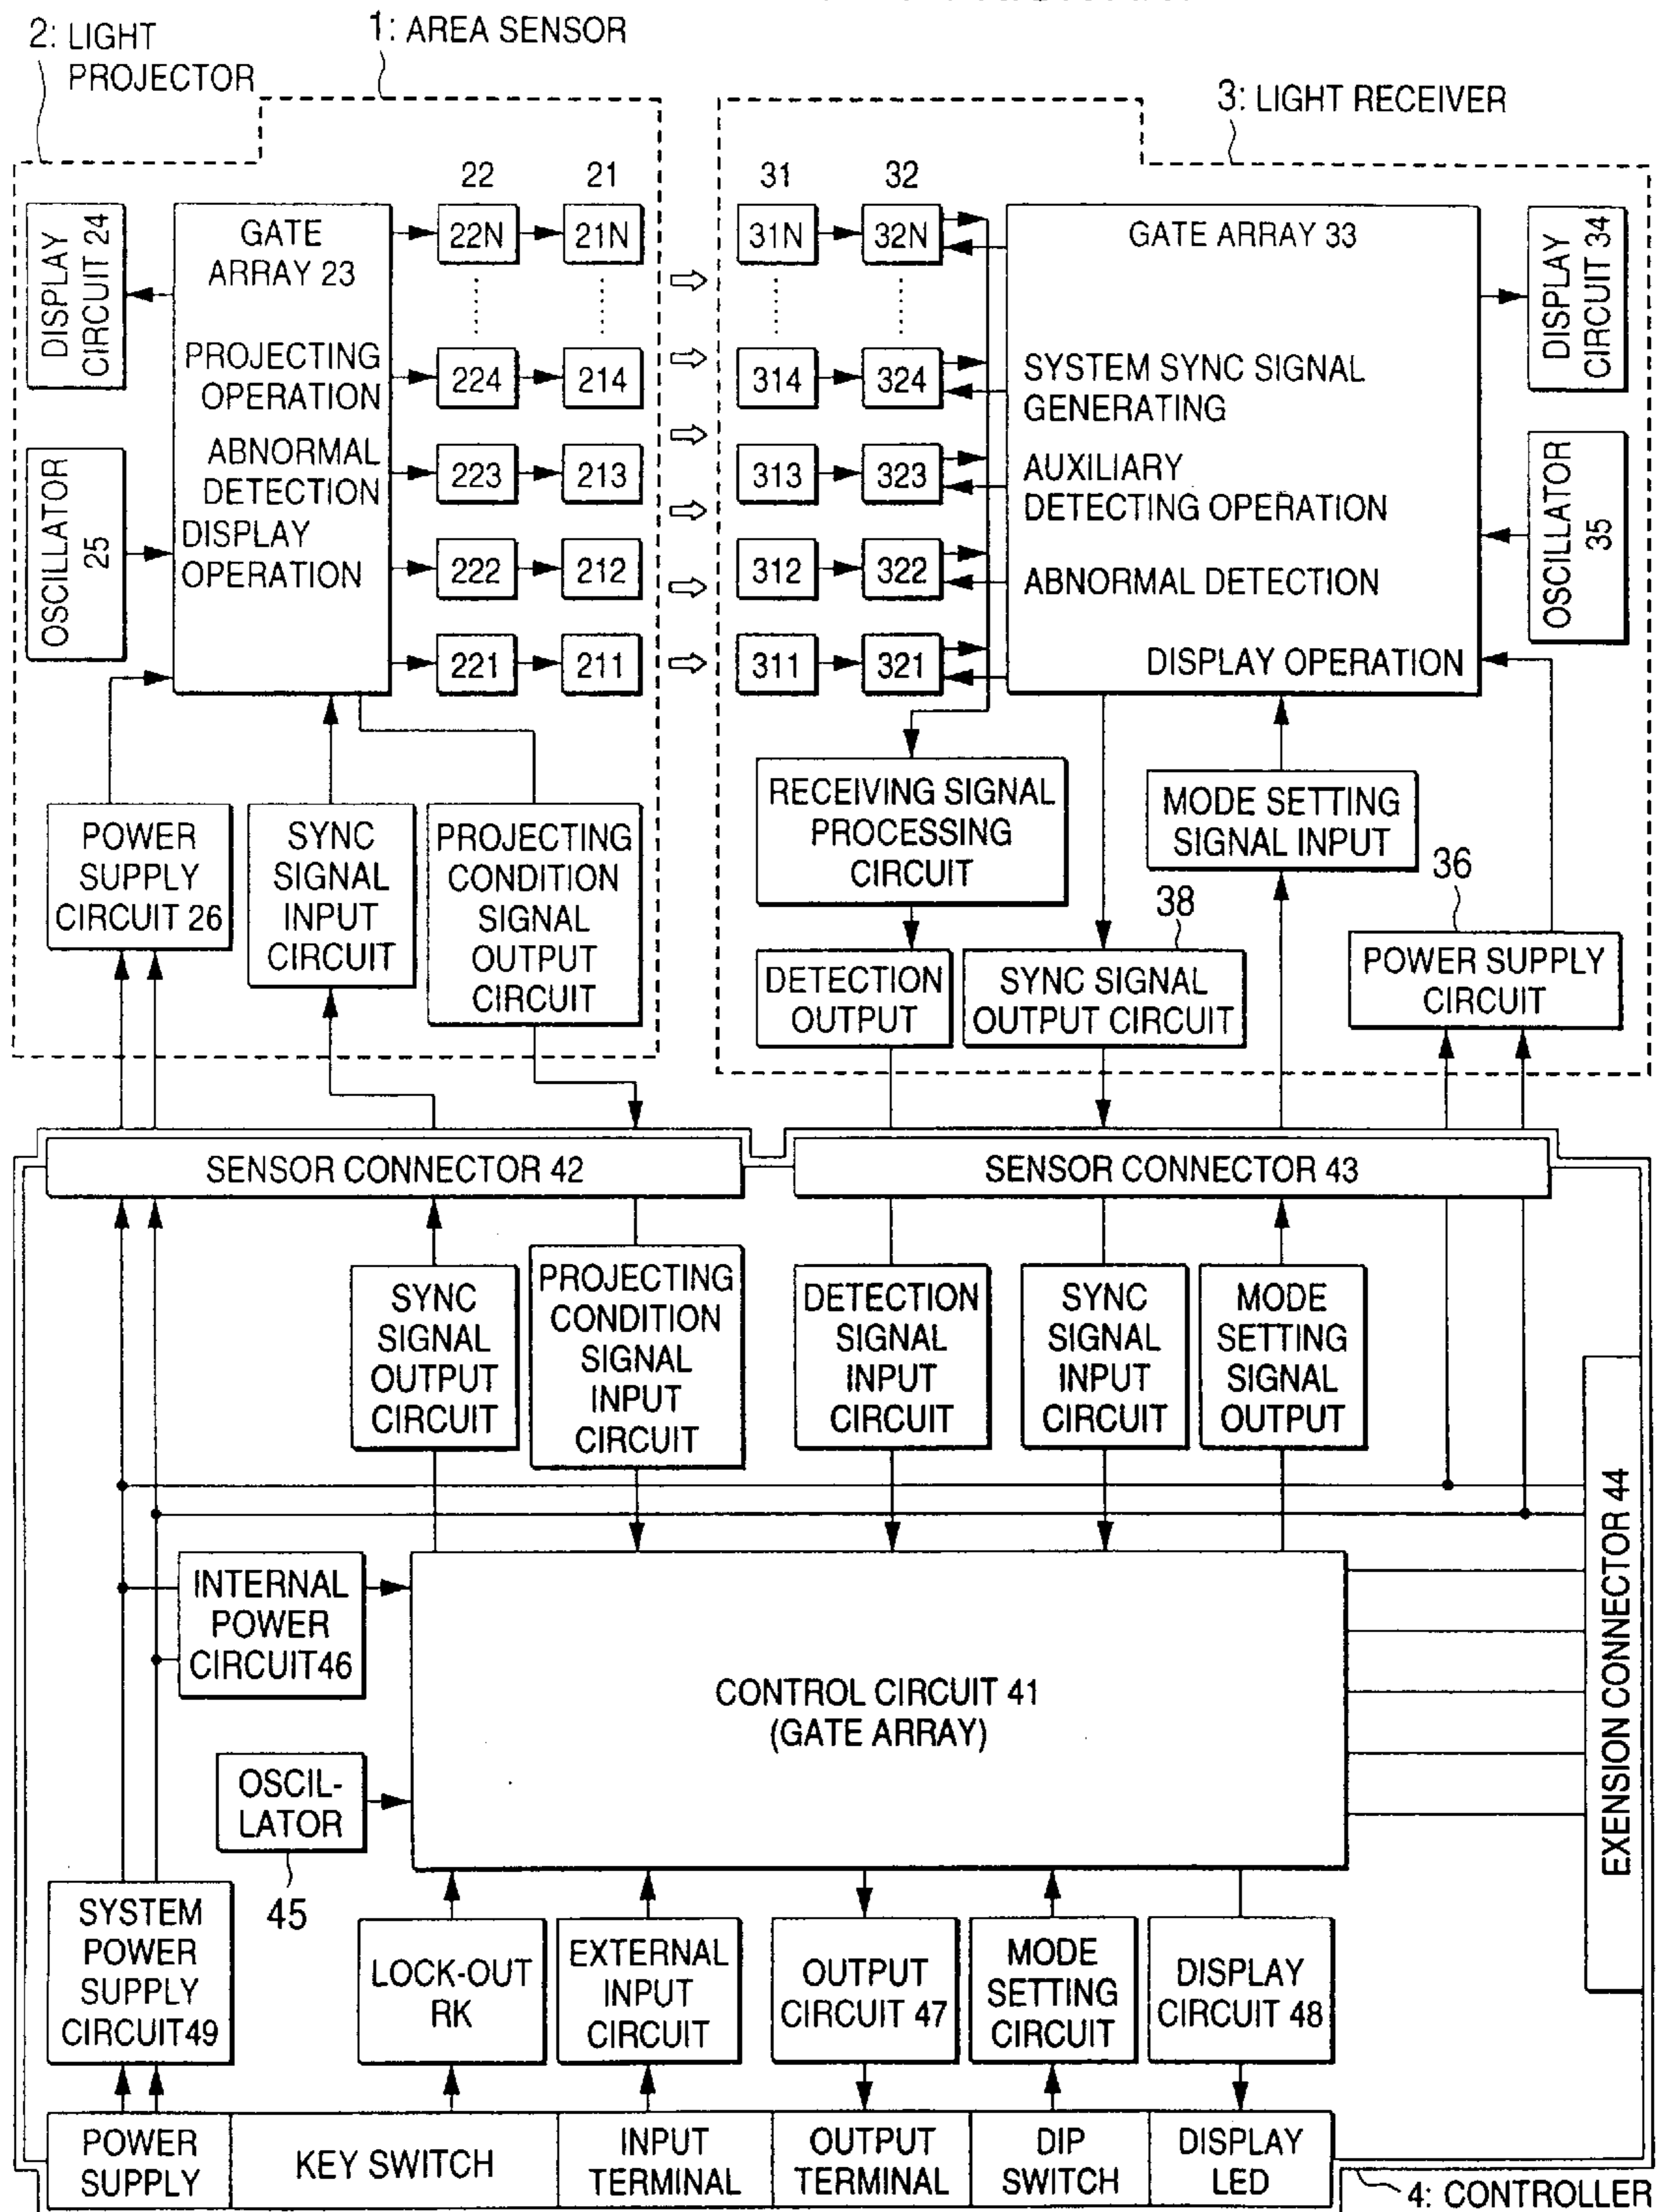 2: LIGHT
PROJECTOR
1: AREA SENSOR
3: LIGHT RECEIVER
22
21
31
32
DISPLAY
CIRCUIT 24
GATE
ARRAY 23
22N
21N
31N
32N
GATE ARRAY 33
DISPLAY
CIRCUIT 34
PROJECTING
OPERATION
224
214
314
324
SYSTEM SYNC SIGNAL
GENERATING
OSCILLATOR
25
ABNORMAL
DETECTION
223
213
313
323
AUXILIARY
DETECTING OPERATION
OSCILLATOR
35
DISPLAY
OPERATION
222
212
312
322
ABNORMAL DETECTION
221
211
311
321
DISPLAY OPERATION
POWER
SUPPLY
CIRCUIT 26
SYNC
SIGNAL
INPUT
CIRCUIT
PROJECTING
CONDITION
SIGNAL
OUTPUT
CIRCUIT
RECEIVING SIGNAL
PROCESSING
CIRCUIT
MODE SETTING
SIGNAL INPUT
36
38
DETECTION
OUTPUT
SYNC SIGNAL
OUTPUT CIRCUIT
POWER SUPPLY
CIRCUIT
SENSOR CONNECTOR 42
SENSOR CONNECTOR 43
SYNC
SIGNAL
OUTPUT
CIRCUIT
PROJECTING
CONDITION
SIGNAL
INPUT
CIRCUIT
DETECTION
SIGNAL
INPUT
CIRCUIT
SYNC
SIGNAL
INPUT
CIRCUIT
MODE
SETTING
SIGNAL
OUTPUT
EXENSION CONNECTOR 44
INTERNAL
POWER
CIRCUIT46
CONTROL CIRCUIT 41
(GATE ARRAY)
OSCIL-
LATOR
45
SYSTEM
POWER
SUPPLY
CIRCUIT49
LOCK-OUT
RK
EXTERNAL
INPUT
CIRCUIT
OUTPUT
CIRCUIT 47
MODE
SETTING
CIRCUIT
DISPLAY
CIRCUIT 48
POWER
SUPPLY
KEY SWITCH
INPUT
TERMINAL
OUTPUT
TERMINAL
DIP
SWITCH
DISPLAY
LED
4: CONTROLLER